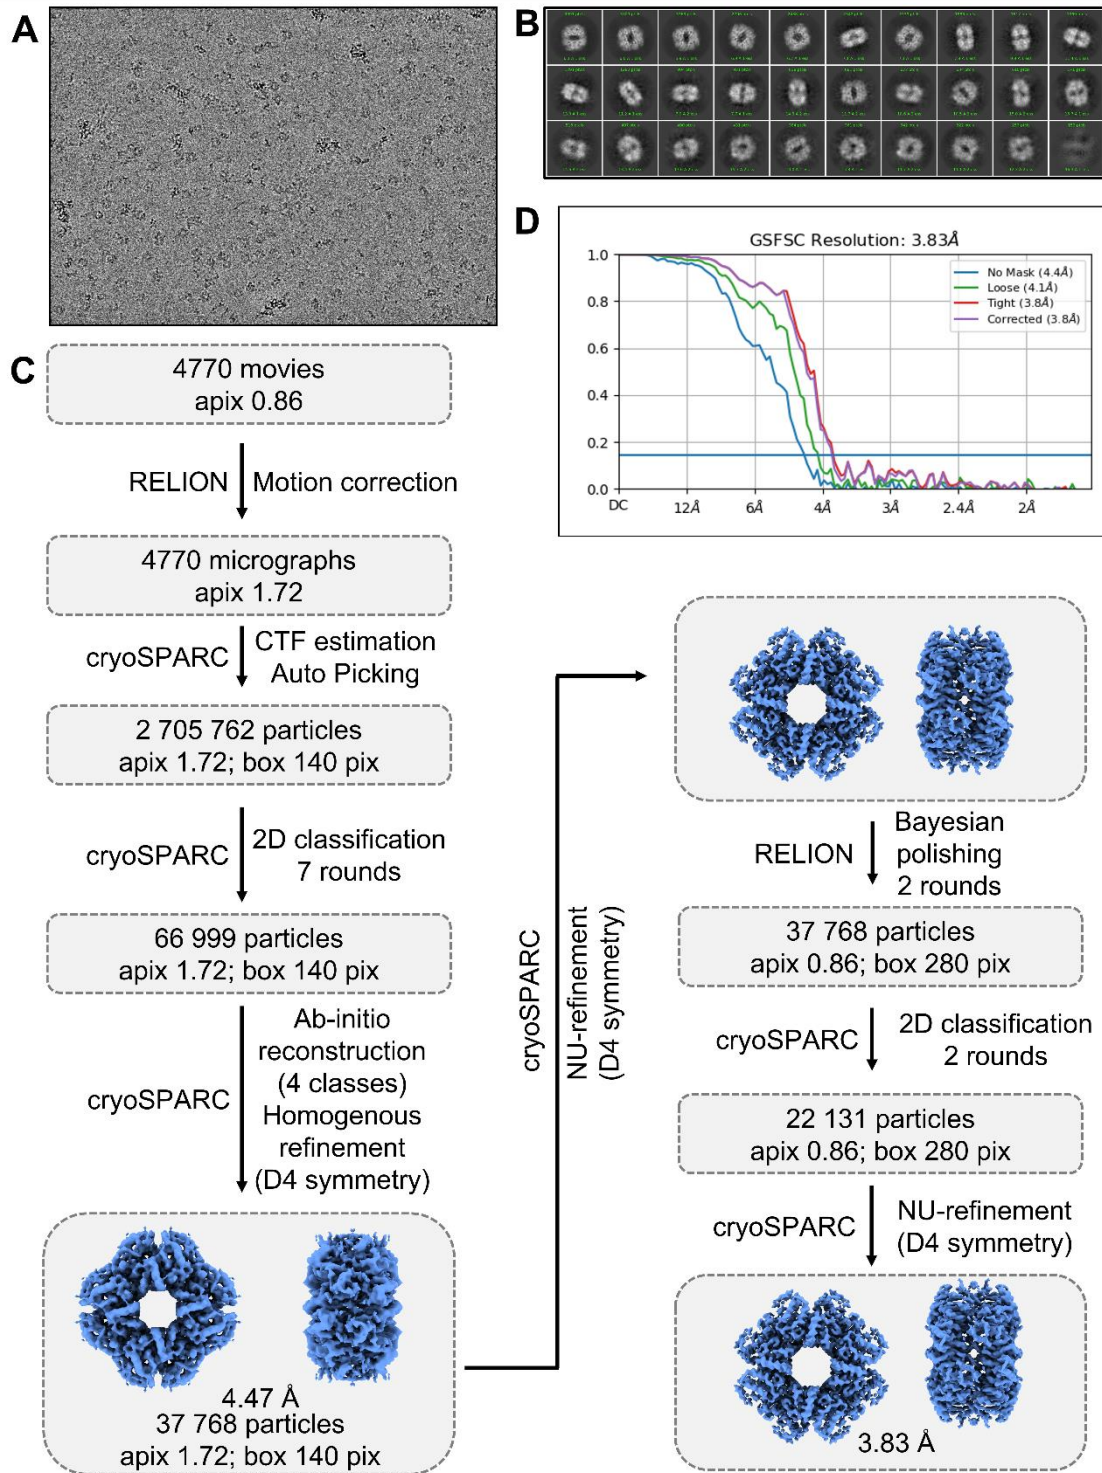 A
B
D
GSFSC Resolution: 3.83Å
1.0
0.8
0.6
0.4
0.2
0.0
DC
12Å
6Å
4Å
3Å
2.4Å
2Å
No Mask (4.4Å)
Loose (4.1Å)
Tight (3.8Å)
Corrected (3.8Å)
C
4770 movies
apix 0.86
RELION
Motion correction
4770 micrographs
apix 1.72
cryoSPARC
CTF estimation
Auto Picking
2 705 762 particles
apix 1.72; box 140 pix
cryoSPARC
2D classification
7 rounds
66 999 particles
apix 1.72; box 140 pix
cryoSPARC
Ab-initio
reconstruction
(4 classes)
Homogenous
refinement
(D4 symmetry)
4.47 Å
37 768 particles
apix 1.72; box 140 pix
cryoSPARC
NU-refinement
(D4 symmetry)
RELION
Bayesian
polishing
2 rounds
37 768 particles
apix 0.86; box 280 pix
cryoSPARC
2D classification
2 rounds
22 131 particles
apix 0.86; box 280 pix
cryoSPARC
NU-refinement
(D4 symmetry)
3.83 Å